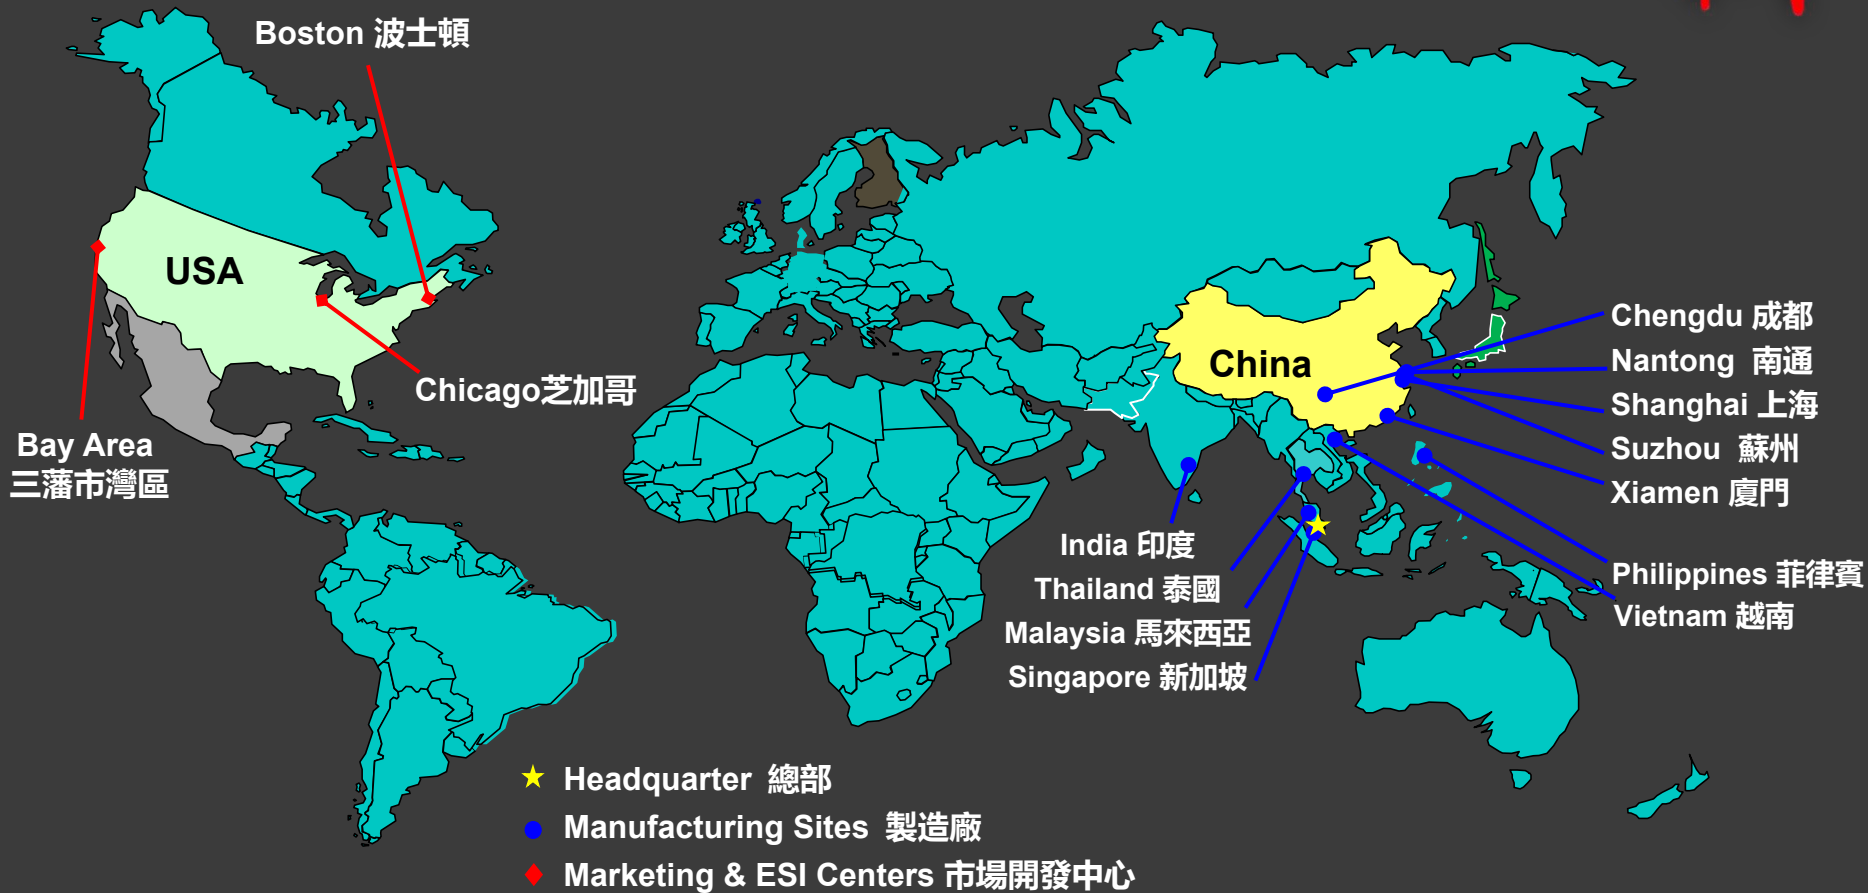 Boston 波士頓
USA
Chicago芝加哥
Bay Area
三藩市灣區
China
Chengdu 成都
Nantong 南通
Shanghai 上海
Suzhou 蘇州
Xiamen 廈門
India 印度
Thailand 泰國
Malaysia 馬來西亞
Singapore 新加坡
Philippines 菲律賓
Vietnam 越南
Headquarter 總部
Manufacturing Sites 製造廠
Marketing & ESI Centers 市場開發中心